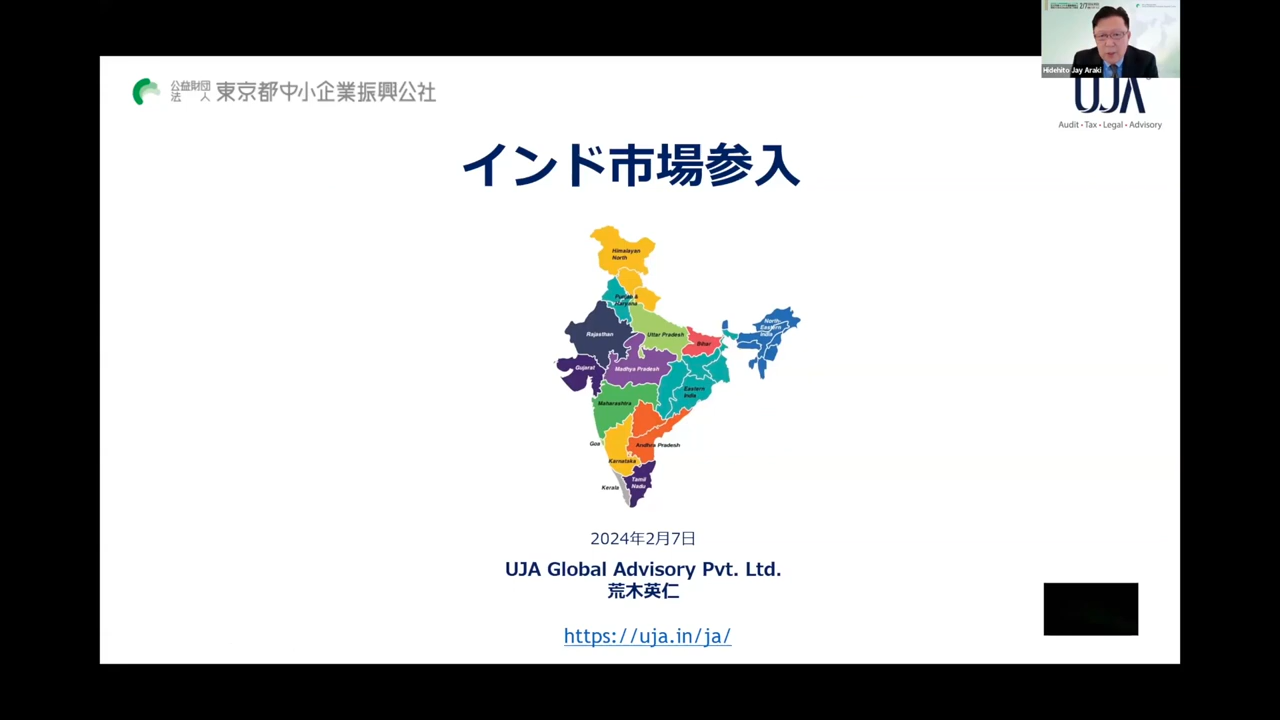 公益財団
法 人
東京都中小企業振興公社
Hidehito Jay Araki
UJA
Audit • Tax • Legal • Advisory
インド市場参入
Himalayan
North
Punjab &
Haryana
Rajasthan
Uttar Pradesh
Bihar
North
Eastern
India
Gujarat
Madhya Pradesh
Eastern
India
Maharashtra
Goa
Andhra Pradesh
Karnataka
Tamil
Nadu
Kerala
2024年2月7日
UJA Global Advisory Pvt. Ltd.
荒木英仁
https://uja.in/ja/